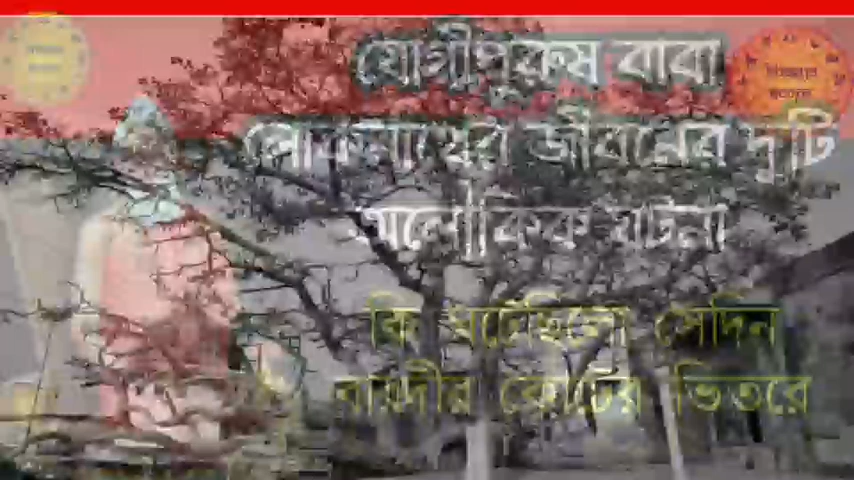 যোগীপুরুষ বাবা
লোকনাথের জীবনের দুটি
অলৌকিক ঘটনা
কি ঘটেছিলো সেদিন
বারদীর কোর্টের ভিতরে